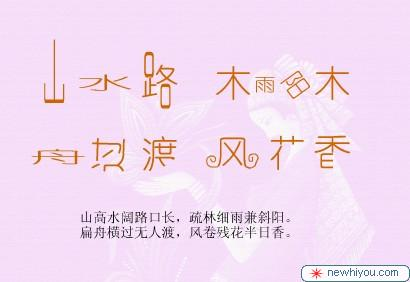 山水路 木雨木
舟渡 风花香
山高水阔路口长，疏林细雨兼斜阳。
扁舟横过无人渡，风卷残花半日香。
newhiyou.com